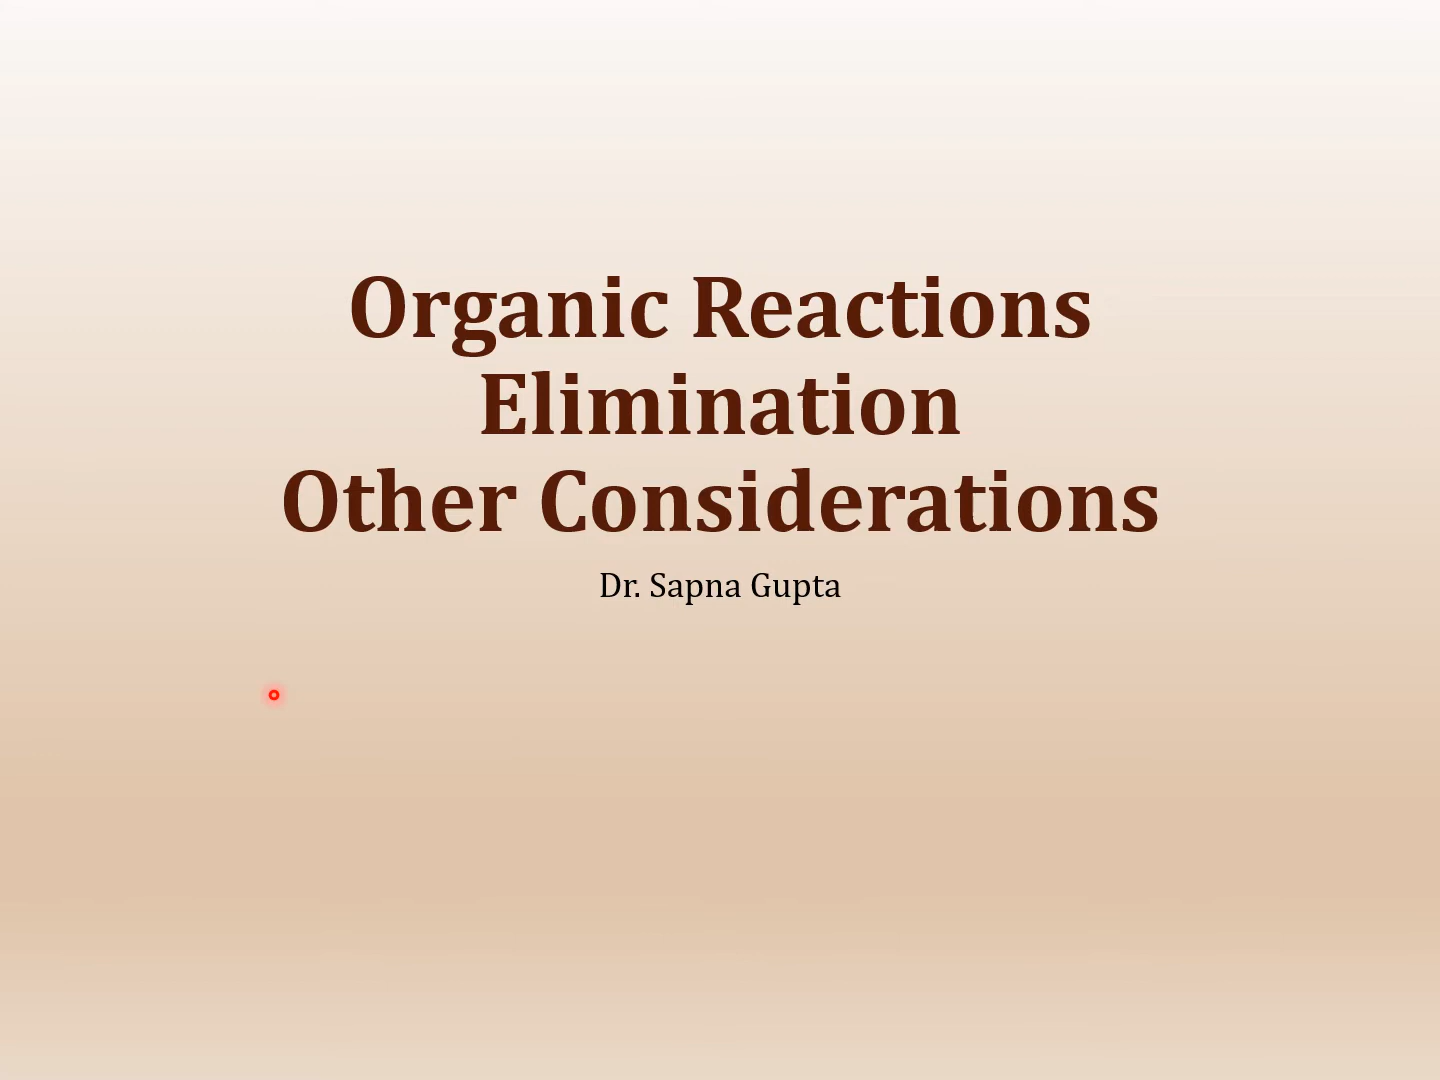 Organic Reactions
Elimination
Other Considerations
Dr. Sapna Gupta